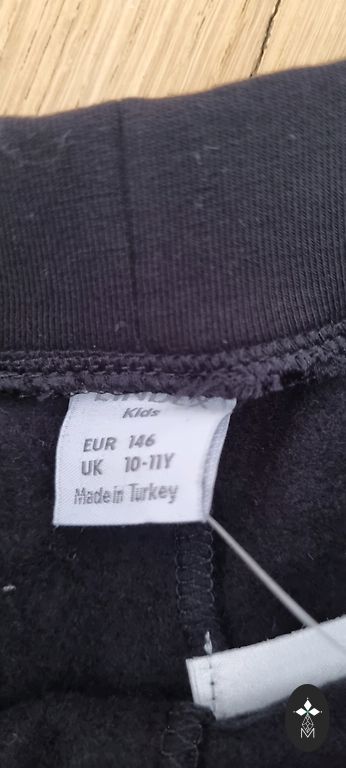 Kids
EUR 146
UK 10-11Y
Made in Turkey
M